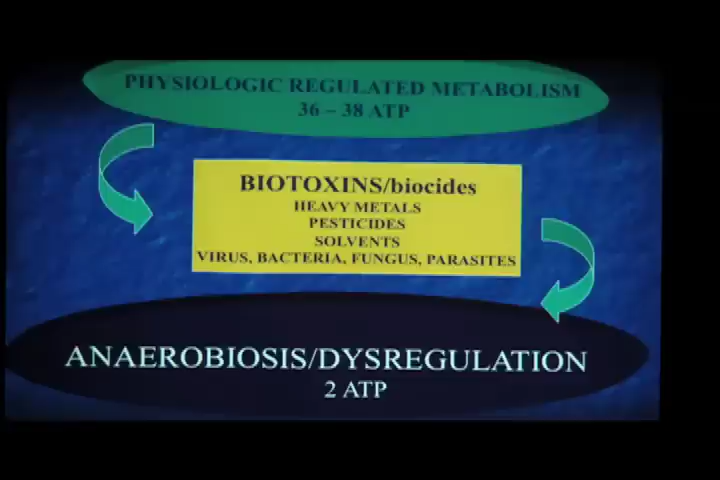 PHYSIOLOGIC REGULATED METABOLISM
36 – 38 ATP
BIOTOXINS/biocides
HEAVY METALS
PESTICIDES
SOLVENTS
VIRUS, BACTERIA, FUNGUS, PARASITES
ANAEROBIOSIS/DYSREGULATION
2 ATP